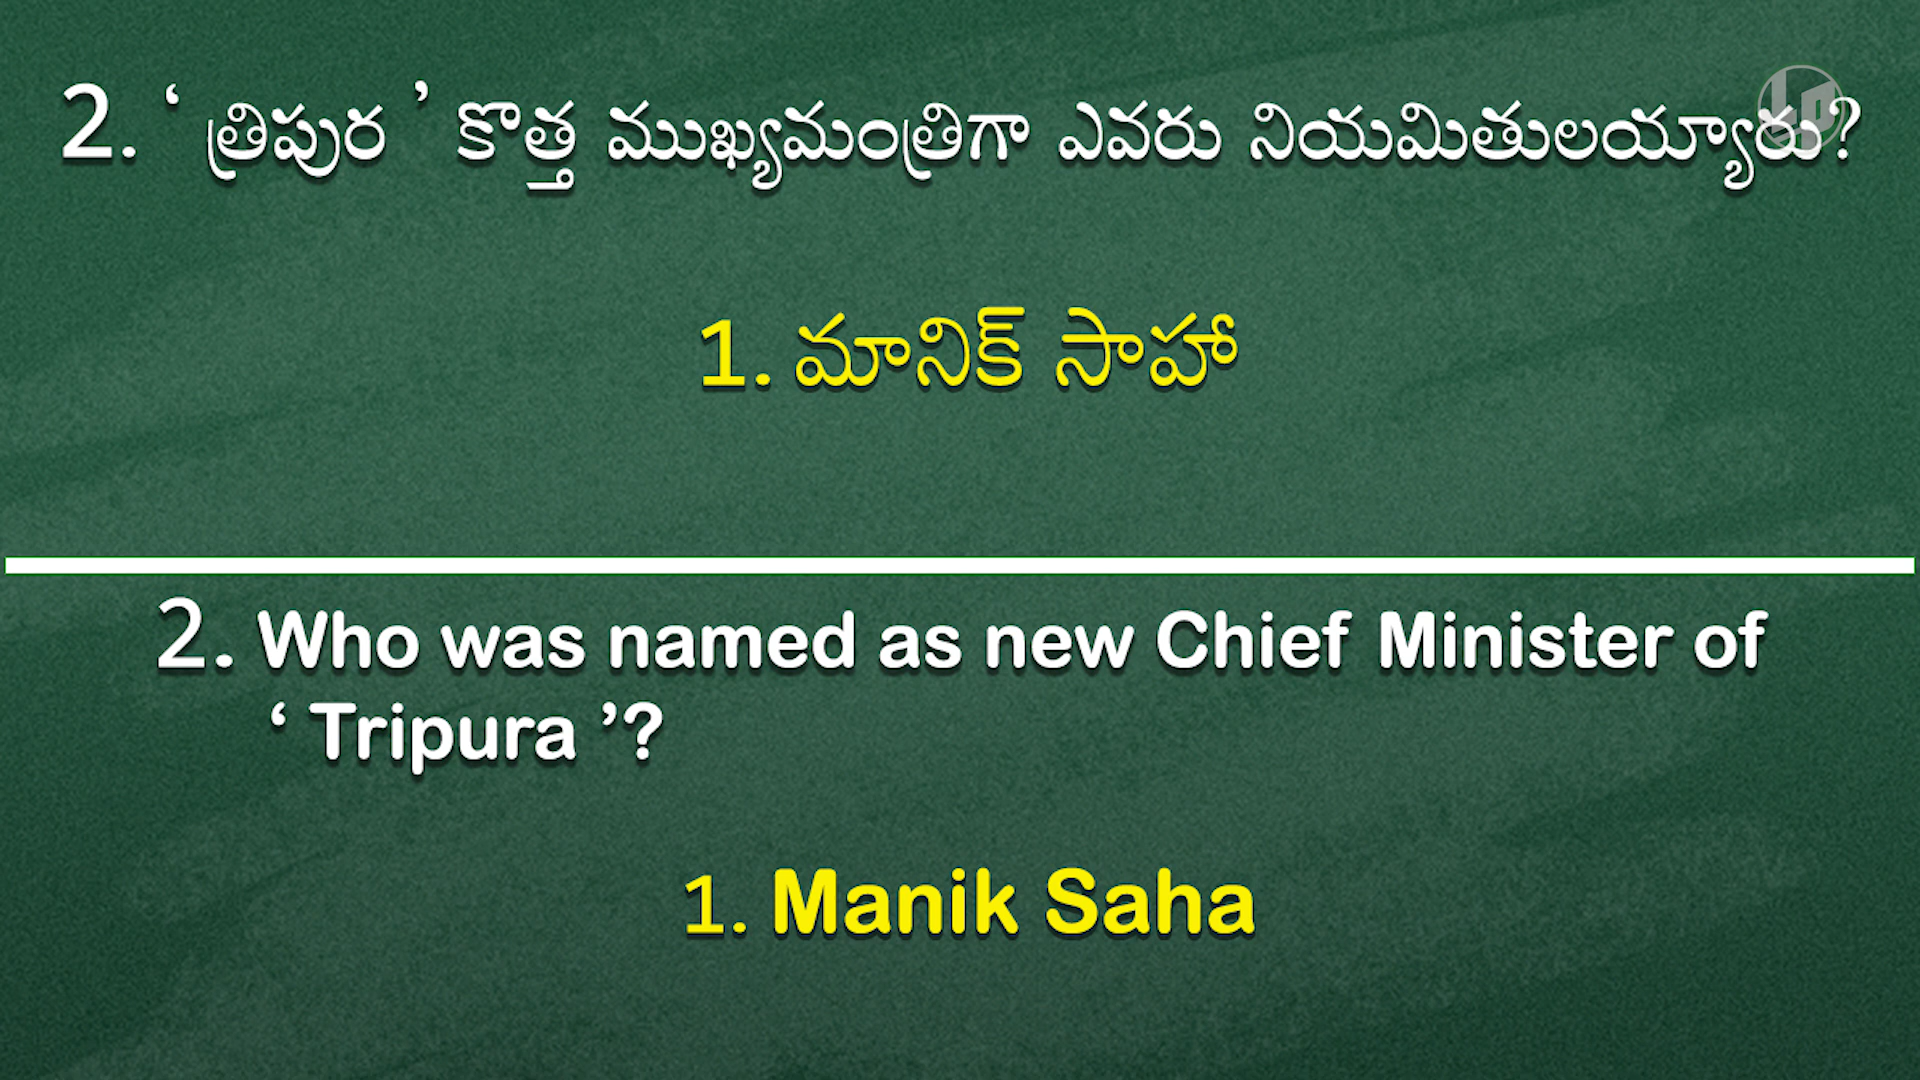 2. ‘ త్రిపుర ’ కొత్త ముఖ్యమంత్రిగా ఎవరు నియమితులయ్యారు?
1. మానిక్ సాహా
2. Who was named as new Chief Minister of
‘ Tripura ’?
1. Manik Saha